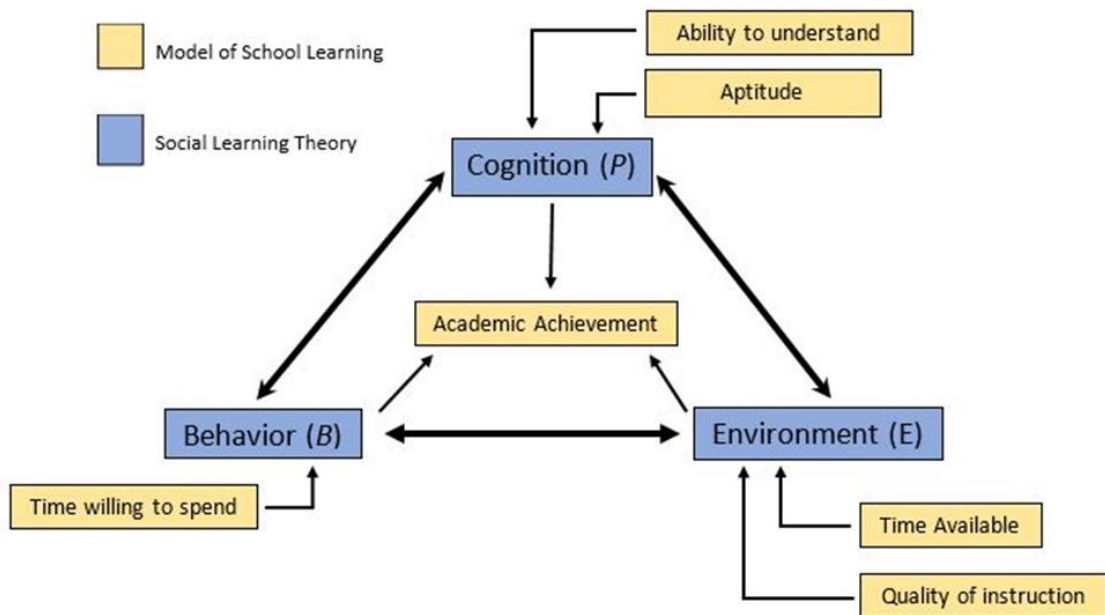 Model of School Learning
Social Learning Theory
Ability to understand
Aptitude
Cognition (P)
Academic Achievement
Behavior (B)
Environment (E)
Time willing to spend
Time Available
Quality of instruction